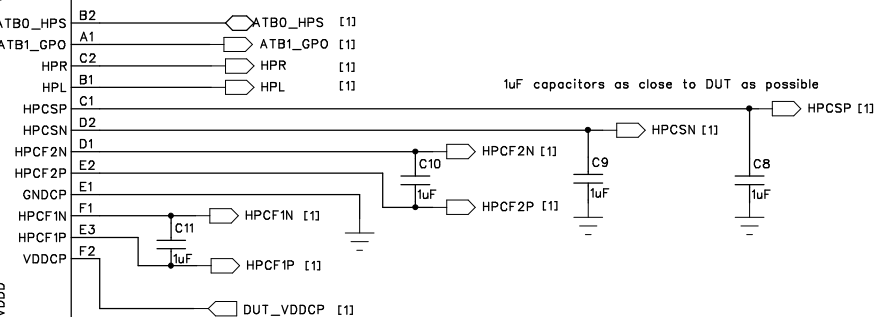 ATB0_HPS B2 ATB0_HPS [1]
ATB1_GPO A1 ATB1_GPO [1]
HPR C2 HPR [1]
HPL B1 HPL [1]
1uF capacitors as close to DUT as possible
HPCSP C1 HPCSP [1]
HPCSN D2 HPCSN [1]
HPCF2N D1 HPCF2N [1]
C10 C9 C8
HPCF2P E2
1uF 1uF 1uF
GNDCP E1
HPCF2P [1]
HPCF1N F1 HPCF1N [1]
C11
HPCF1P E3
1uF
VDDCP F2
HPCF1P [1]
VDDD
DUT_VDDCP [1]